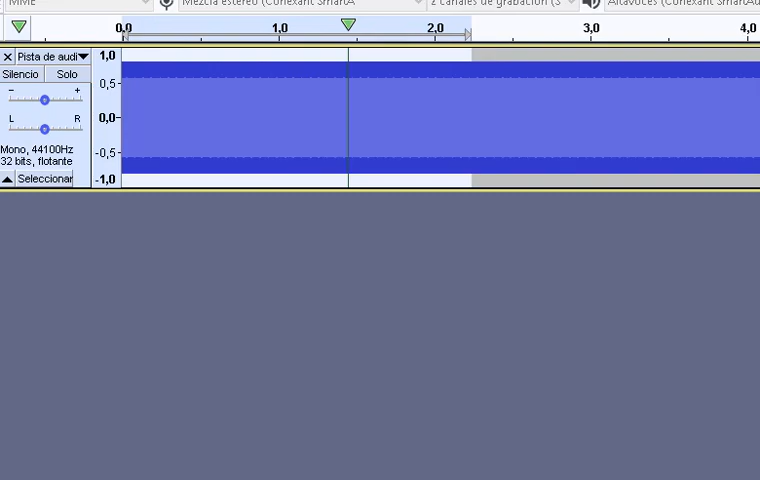 MME Mezcla estéreo (Conexant SmartA 2 canales de grabación (S Altavoces (Conexant SmartAu
0,0 1,0 2,0 3,0 4,0
Pista de audi
Silencio Solo
- +
L R
Mono, 44100Hz
32 bits, flotante
Seleccionar
1,0
0,5
0,0
-0,5
-1,0